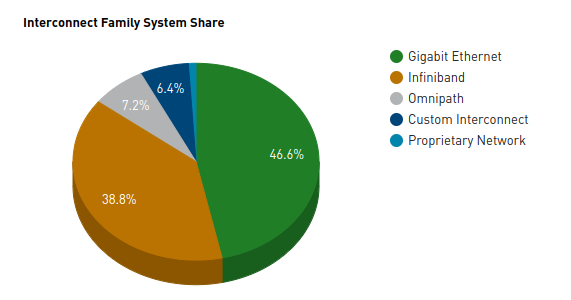 Interconnect Family System Share
Gigabit Ethernet
Infiniband
Omnipath
Custom Interconnect
Proprietary Network
6.4%
7.2%
46.6%
38.8%